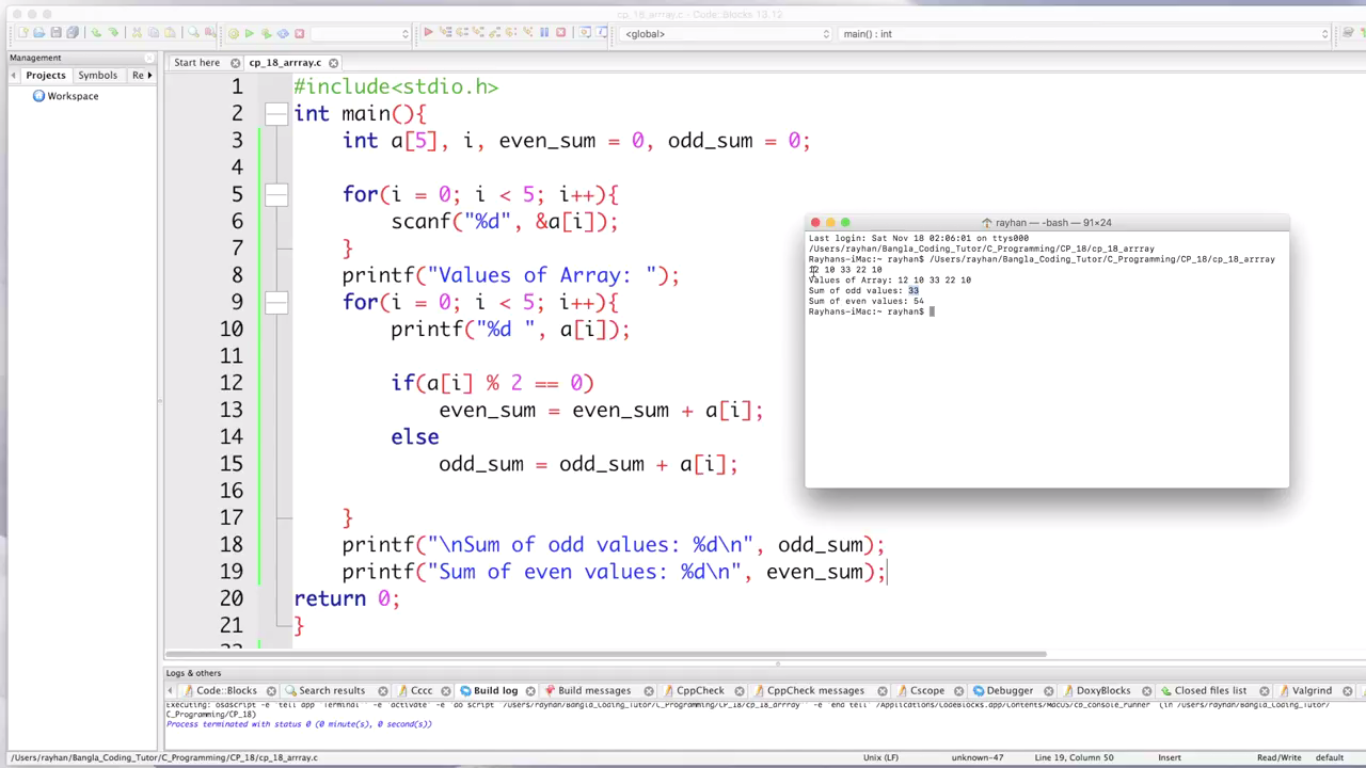 cp_18_arrray.c - Code::Blocks 13.12
<global>
main() : int
Management
Projects Symbols Re
Workspace
Start here cp_18_arrray.c
1 #include<stdio.h>
2 int main(){
3 int a[5], i, even_sum = 0, odd_sum = 0;
4
5 for(i = 0; i < 5; i++){
6 scanf("%d", &a[i]);
7 }
8 printf("Values of Array: ");
9 for(i = 0; i < 5; i++){
10 printf("%d ", a[i]);
11
12 if(a[i] % 2 == 0)
13 even_sum = even_sum + a[i];
14 else
15 odd_sum = odd_sum + a[i];
16
17 }
18 printf("\nSum of odd values: %d\n", odd_sum);
19 printf("Sum of even values: %d\n", even_sum);
20 return 0;
21 }
22
rayhan — -bash — 91×24
Last login: Sat Nov 18 02:06:01 on ttys000
/Users/rayhan/Bangla_Coding_Tutor/C_Programming/CP_18/cp_18_arrray
Rayhans-iMac:~ rayhan$ /Users/rayhan/Bangla_Coding_Tutor/C_Programming/CP_18/cp_18_arrray
12 10 33 22 10
Values of Array: 12 10 33 22 10
Sum of odd values: 33
Sum of even values: 54
Rayhans-iMac:~ rayhan$
Logs & others
Code::Blocks Search results Cccc Build log Build messages CppCheck CppCheck messages Cscope Debugger DoxyBlocks Closed files list Valgrind
Executing: osascript -e 'tell app "Terminal"' -e 'activate' -e 'do script "/Users/rayhan/Bangla_Coding_Tutor/C_Programming/CP_18/cp_18_arrray"' -e 'end tell' /Applications/CodeBlocks.app/Contents/MacOS/cb_console_runner (in /Users/rayhan/Bangla_Coding_Tutor/
C_Programming/CP_18)
Process terminated with status 0 (0 minute(s), 0 second(s))
/Users/rayhan/Bangla_Coding_Tutor/C_Programming/CP_18/cp_18_arrray.c Unix (LF) unknown-47 Line 19, Column 50 Insert Read/Write default